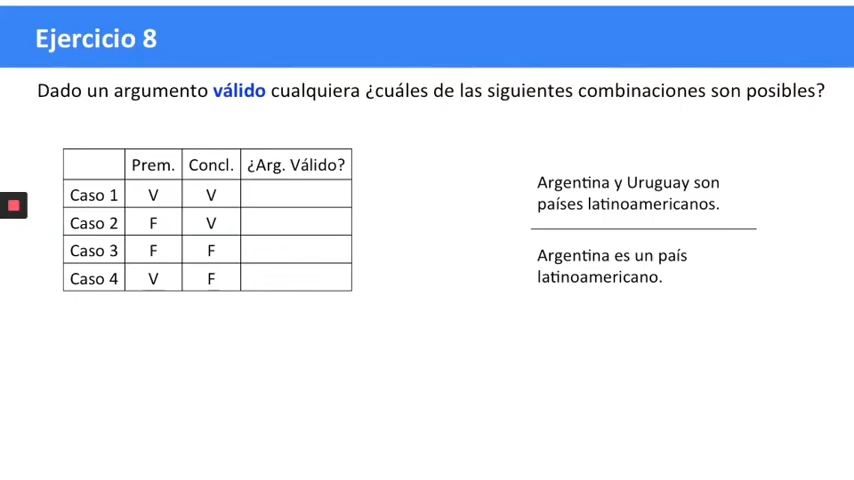 Ejercicio 8
Dado un argumento válido cualquiera ¿cuáles de las siguientes combinaciones son posibles?
Prem. Concl. ¿Arg. Válido?
Caso 1 V V
Caso 2 F V
Caso 3 F F
Caso 4 V F
Argentina y Uruguay son
países latinoamericanos.
Argentina es un país
latinoamericano.